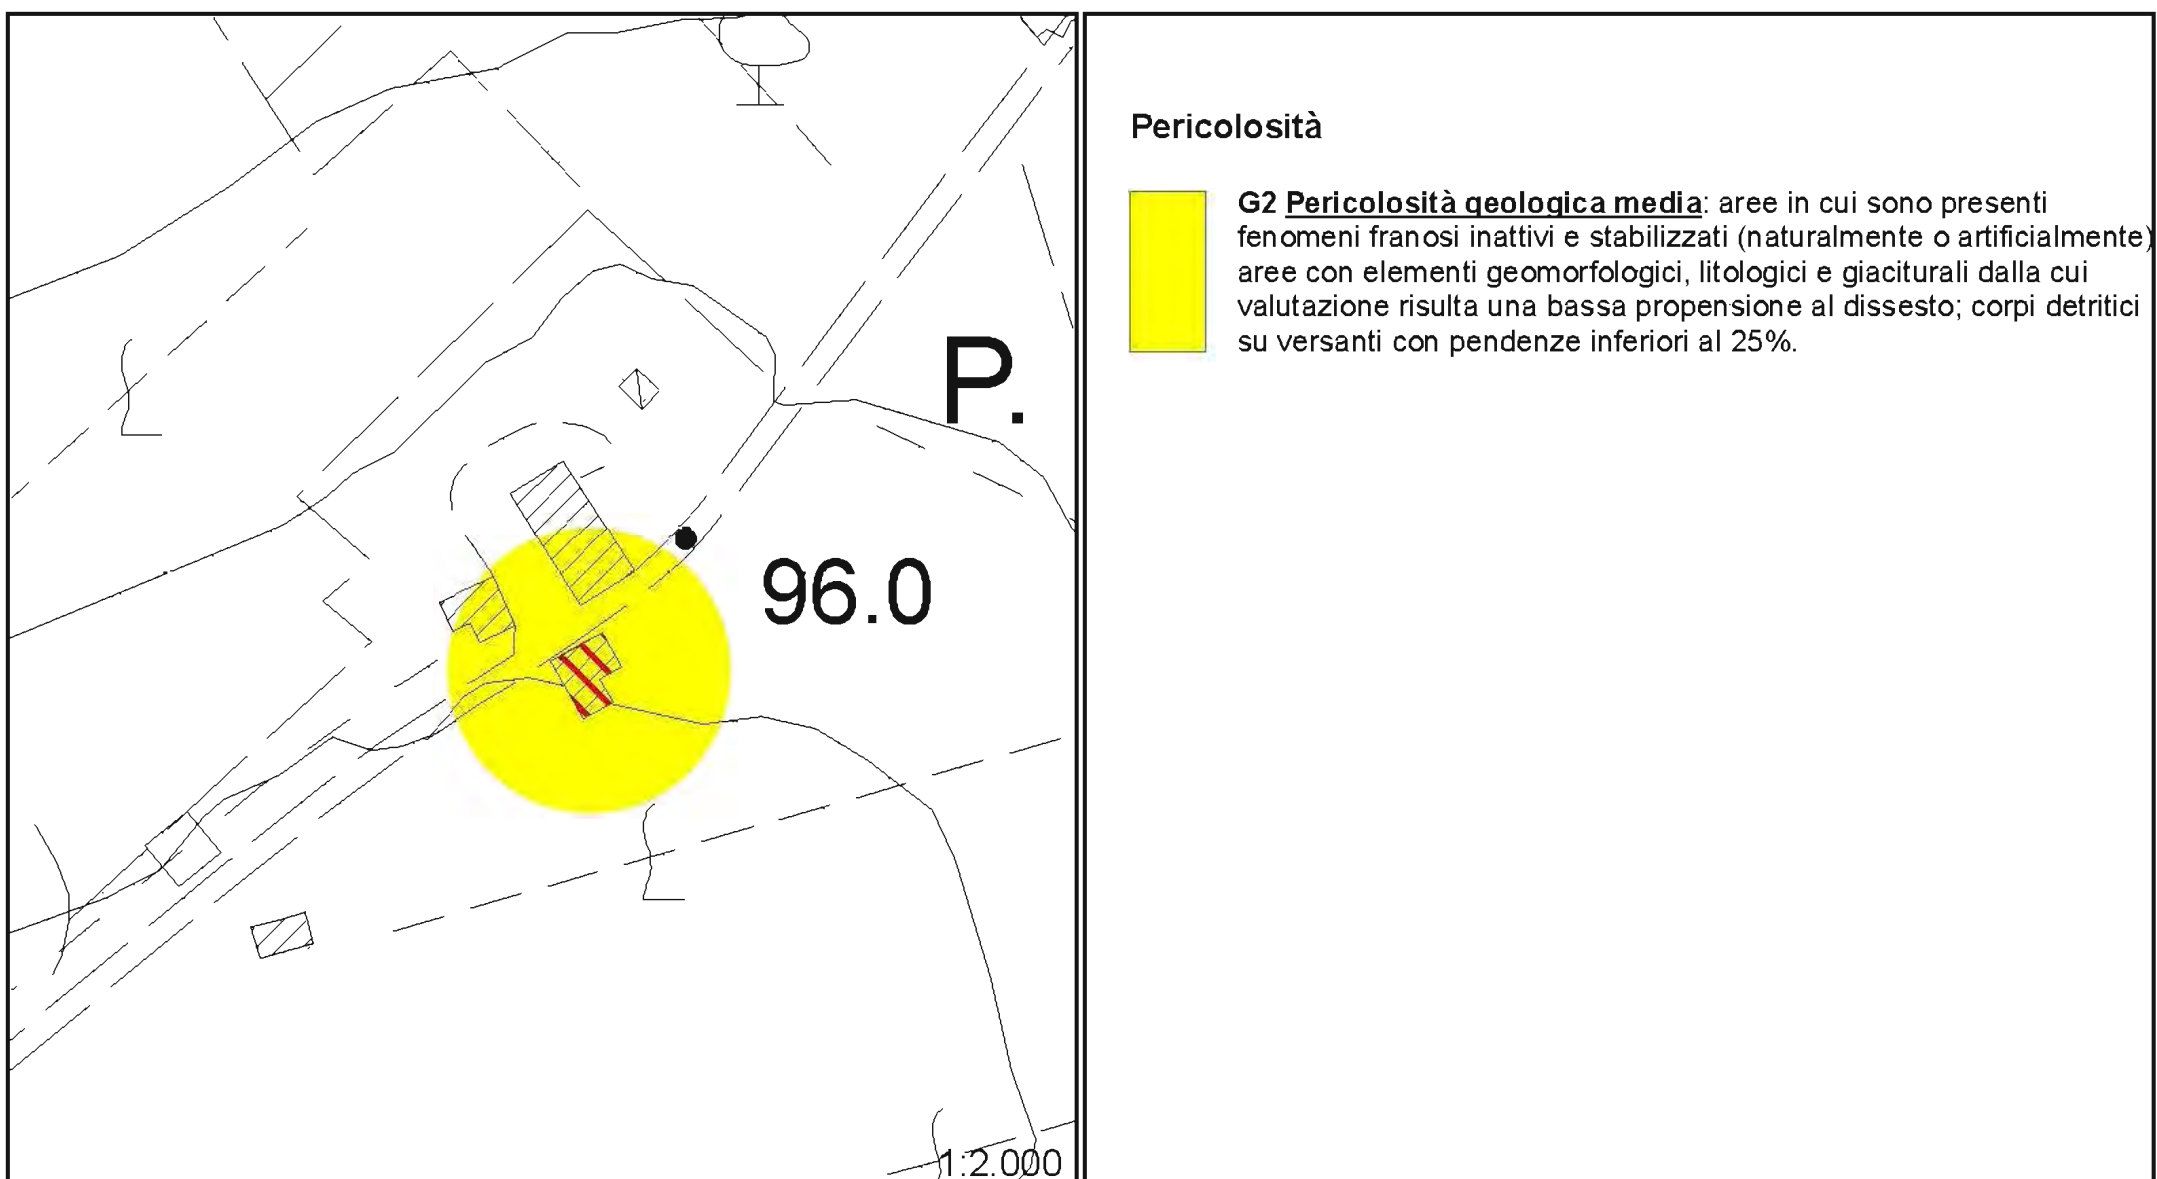 P.
96.0
1:2.000
Pericolosità
G2 Pericolosità geologica media: aree in cui sono presenti
fenomeni franosi inattivi e stabilizzati (naturalmente o artificialmente)
aree con elementi geomorfologici, litologici e giaciturali dalla cui
valutazione risulta una bassa propensione al dissesto; corpi detritici
su versanti con pendenze inferiori al 25%.